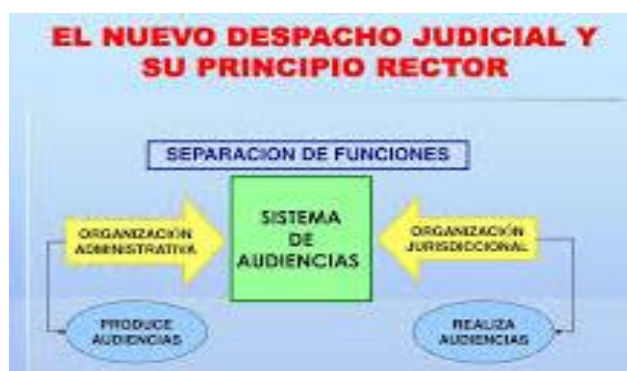 EL NUEVO DESPACHO JUDICIAL Y
SU PRINCIPIO RECTOR
SEPARACION DE FUNCIONES
ORGANIZACIÓN
ADMINISTRATIVA
SISTEMA
DE
AUDIENCIAS
ORGANIZACIÓN
JURISDICCIONAL
PRODUCE
AUDIENCIAS
REALIZA
AUDIENCIAS